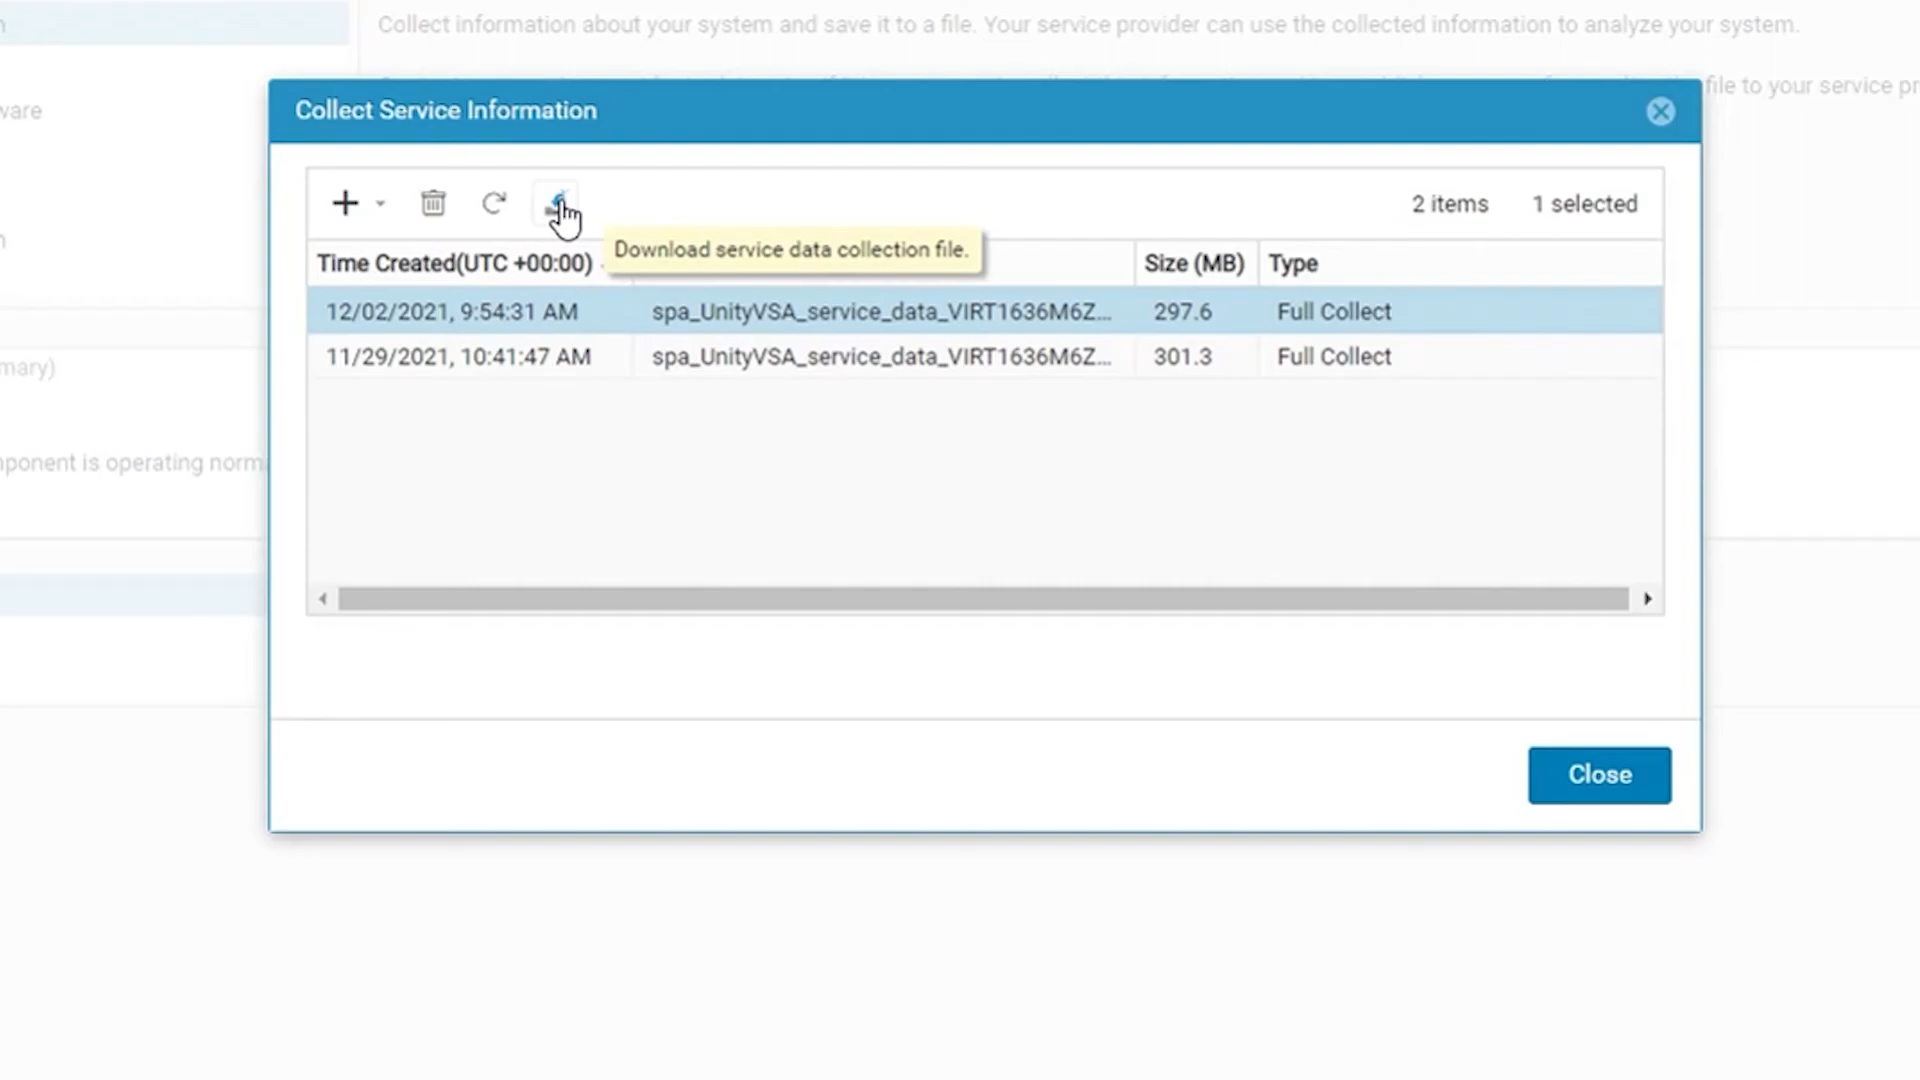 Collect information about your system and save it to a file. Your service provider can use the collected information to analyze your system.
file to your service pr
ware
Collect Service Information
2 items 1 selected
Download service data collection file.
Time Created(UTC +00:00) Size (MB) Type
12/02/2021, 9:54:31 AM spa_UnityVSA_service_data_VIRT1636M6Z... 297.6 Full Collect
11/29/2021, 10:41:47 AM spa_UnityVSA_service_data_VIRT1636M6Z... 301.3 Full Collect
mary)
ponent is operating norm
Close